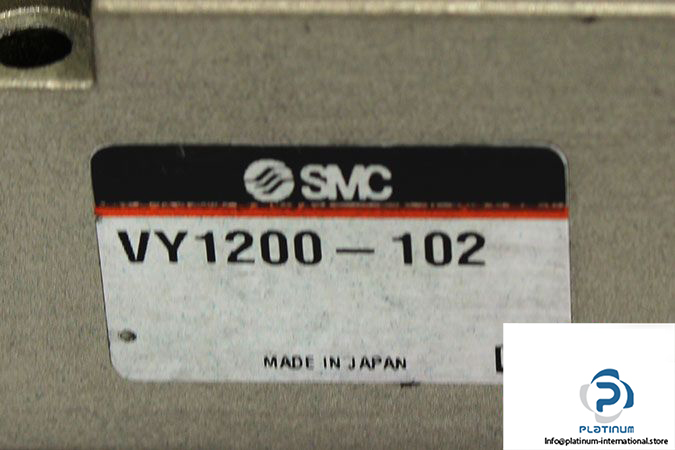 SMC
VY1200-102
MADE IN JAPAN
PLATINUM
Info@platinum-international.store